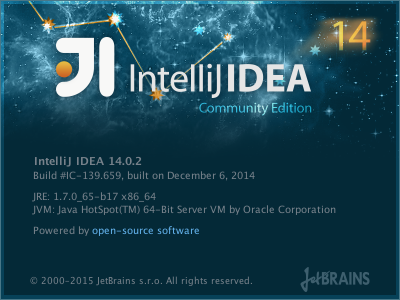 14
JI IntelliJ IDEA
Community Edition
IntelliJ IDEA 14.0.2
Build #IC-139.659, built on December 6, 2014
JRE: 1.7.0_65-b17 x86_64
JVM: Java HotSpot(TM) 64-Bit Server VM by Oracle Corporation
Powered by open-source software
© 2000-2015 JetBrains s.r.o. All rights reserved.
JetBRAINS